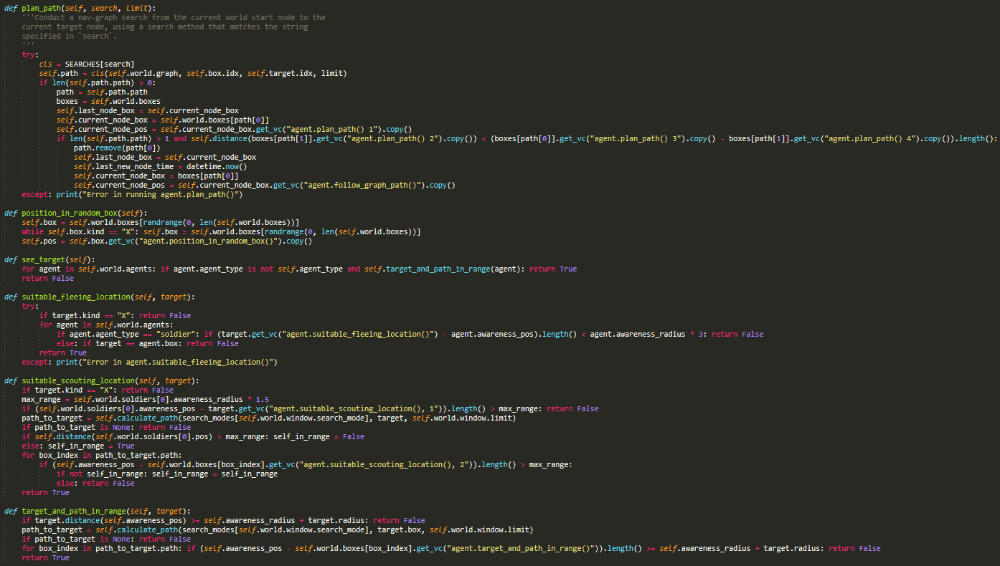 def plan_path(self, search, limit):
    '''Conduct a nav-graph search from the current world start node to the
    current target node, using a search method that matches the string
    specified in `search`.
    '''
    try:
        cls = SEARCHES[search]
        self.path = cls(self.world.graph, self.box.idx, self.target.idx, limit)
        if len(self.path.path) > 0:
            path = self.path.path
            boxes = self.world.boxes
            self.last_node_box = self.current_node_box
            self.current_node_box = self.world.boxes[path[0]]
            self.current_node_pos = self.current_node_box.get_vc("agent.plan_path() 1").copy()
            if len(self.path.path) > 1 and self.distance(boxes[path[1]].get_vc("agent.plan_path() 2").copy()) < (boxes[path[0]].get_vc("agent.plan_path() 3").copy() - boxes[path[1]].get_vc("agent.plan_path() 4").copy()).length():
                path.remove(path[0])
                self.last_node_box = self.current_node_box
                self.last_new_node_time = datetime.now()
                self.current_node_box = boxes[path[0]]
                self.current_node_pos = self.current_node_box.get_vc("agent.follow_graph_path()").copy()
    except: print("Error in running agent.plan_path()")

def position_in_random_box(self):
    self.box = self.world.boxes[randrange(0, len(self.world.boxes))]
    while self.box.kind == "X": self.box = self.world.boxes[randrange(0, len(self.world.boxes))]
    self.pos = self.box.get_vc("agent.position_in_random_box()").copy()

def see_target(self):
    for agent in self.world.agents: if agent.agent_type is not self.agent_type and self.target_and_path_in_range(agent): return True
    return False

def suitable_fleeing_location(self, target):
    try:
        if target.kind == "X": return False
        for agent in self.world.agents:
            if agent.agent_type == "soldier": if (target.get_vc("agent.suitable_fleeing_location()") - agent.awareness_pos).length() < agent.awareness_radius * 3: return False
            else: if target == agent.box: return False
        return True
    except: print("Error in agent.suitable_fleeing_location()")

def suitable_scouting_location(self, target):
    if target.kind == "X": return False
    max_range = self.world.soldiers[0].awareness_radius * 1.5
    if (self.world.soldiers[0].awareness_pos - target.get_vc("agent.suitable_scouting_location(), 1")).length() > max_range: return False
    path_to_target = self.calculate_path(search_modes[self.world.window.search_mode], target, self.world.window.limit)
    if path_to_target is None: return False
    if self.distance(self.world.soldiers[0].pos) > max_range: self_in_range = False
    else: self_in_range = True
    for box_index in path_to_target.path:
        if (self.awareness_pos - self.world.boxes[box_index].get_vc("agent.suitable_scouting_location(), 2")).length() > max_range:
            if not self_in_range: self_in_range = self_in_range
            else: return False
    return True

def target_and_path_in_range(self, target):
    if target.distance(self.awareness_pos) >= self.awareness_radius + target.radius: return False
    path_to_target = self.calculate_path(search_modes[self.world.window.search_mode], target.box, self.world.window.limit)
    if path_to_target is None: return False
    for box_index in path_to_target.path: if (self.awareness_pos - self.world.boxes[box_index].get_vc("agent.target_and_path_in_range()")).length() >= self.awareness_radius + target.radius: return False
    return True